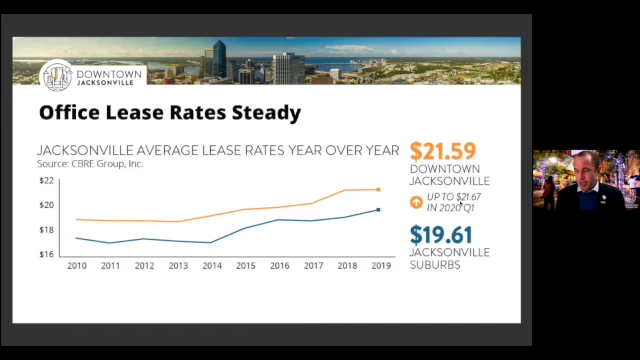 DOWNTOWN
JACKSONVILLE
Office Lease Rates Steady
JACKSONVILLE AVERAGE LEASE RATES YEAR OVER YEAR
Source: CBRE Group, Inc.
$22
$20
$18
$16
2010 2011 2012 2013 2014 2015 2016 2017 2018 2019
$21.59
DOWNTOWN
JACKSONVILLE
UP TO $21.67
IN 2020 Q1
$19.61
JACKSONVILLE
SUBURBS